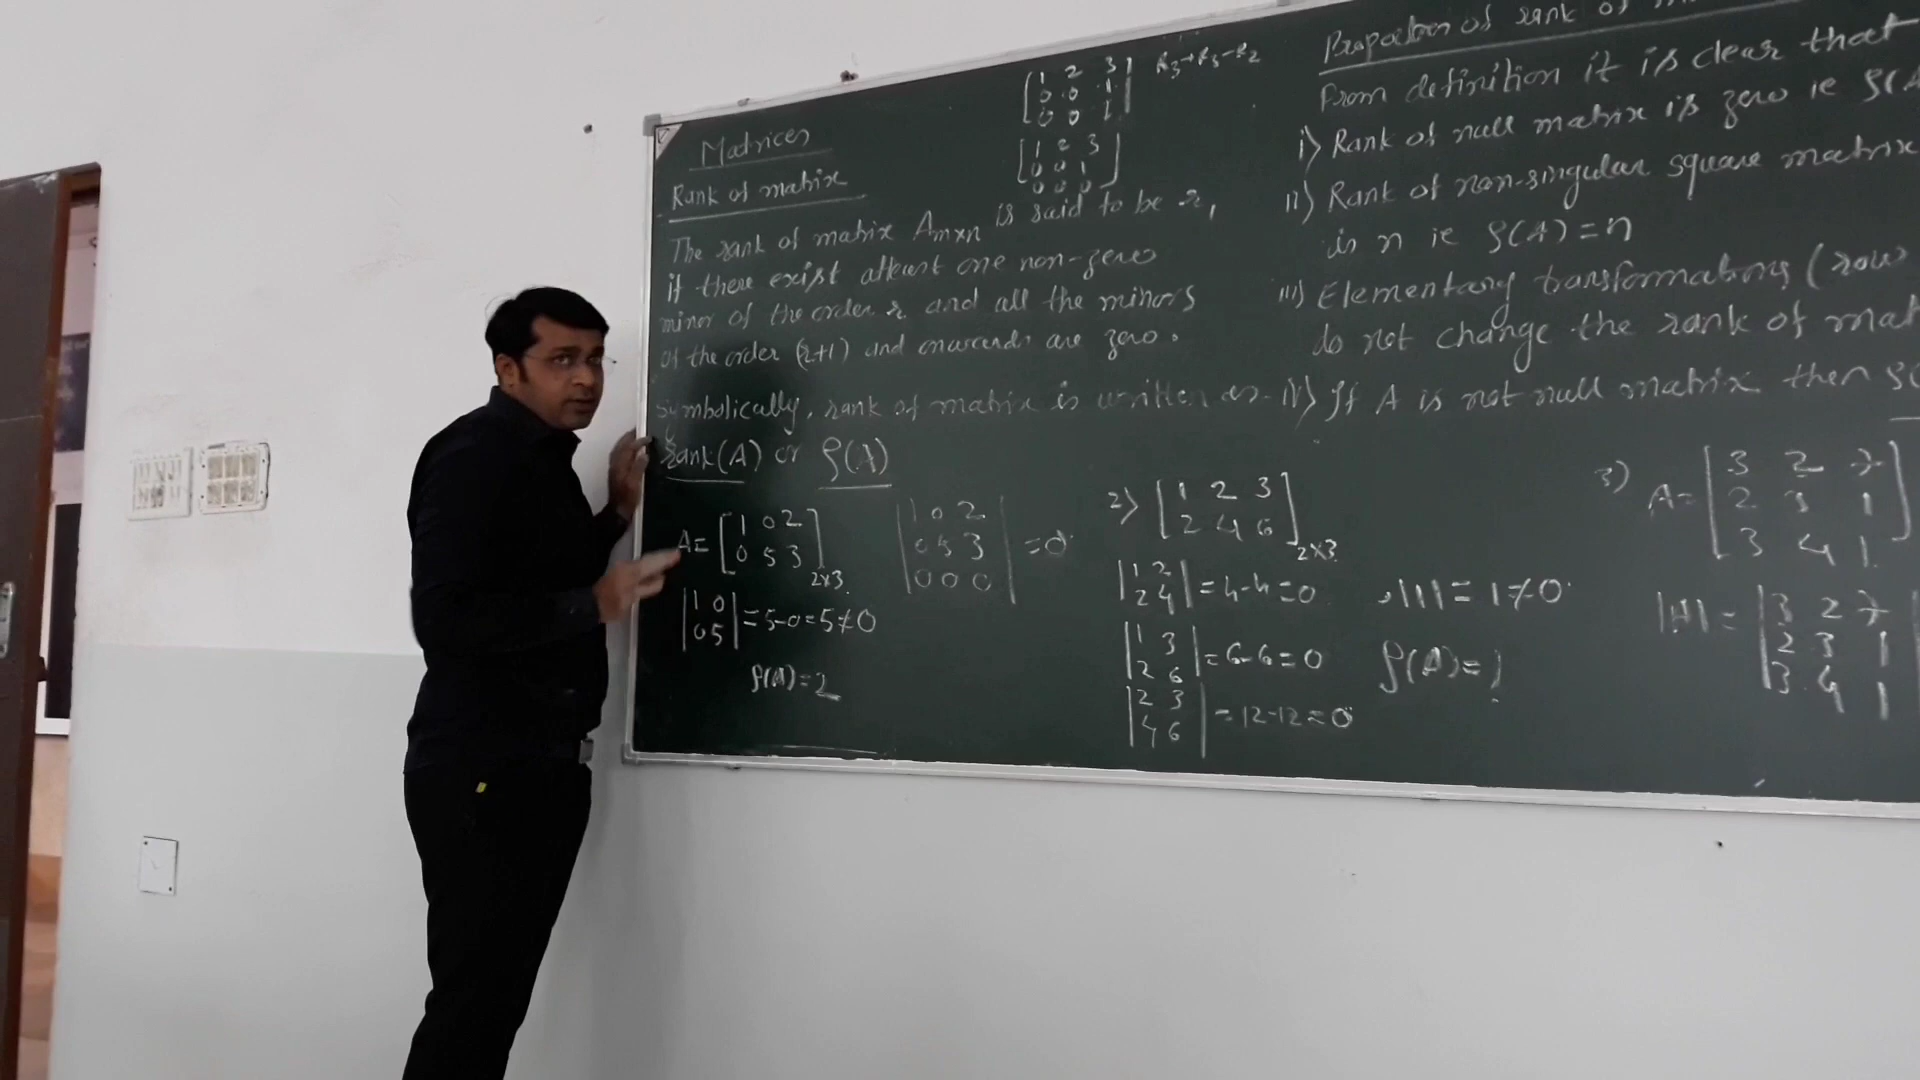 Matrices
Rank of matrix
The rank of matrix Amxn is said to be r,
if there exist atleast one non-zero
minor of the order r and all the minors
of the order (r+1) and onwards are zero.
Symbolically, rank of matrix is written as-
rank(A) or ρ(A)
A= [1 0 2
0 5 3] 2x3.
|1 0
0 5| = 5-0=5≠0
ρ(A)=2
|1 0 2
0 5 3
0 0 0| =0
[1 2 3
0 0 1
0 0 1] R3→R3-R2
[1 2 3
0 0 1
0 0 0]
2) [1 2 3
2 4 6] 2x3.
|1 2
2 4| =4-4=0
|1 3
2 6| =6-6=0
|2 3
4 6| =12-12=0
|1| = 1≠0
ρ(A)=1
of rank of
From definition it is clear that
i) Rank of null matrix is zero ie ρ(A
ii) Rank of non-singular square matrix
is n ie ρ(A)=n
iii) Elementary transformations (row
do not change the rank of mat
iv) If A is not null matrix then ρ(
3) A= [3 2 7
2 3 1
3 4 1]
|A| = |3 2 7
2 3 1
3 4 1